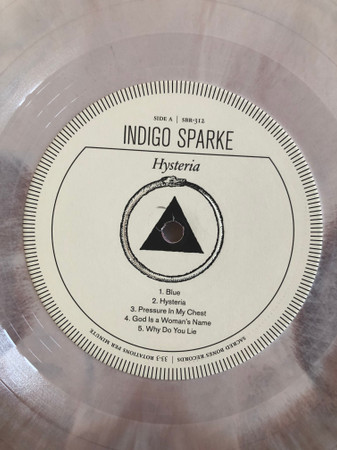 SIDE A | SBR-312
INDIGO SPARKE
Hysteria
1. Blue
2. Hysteria
3. Pressure In My Chest
4. God Is a Woman's Name
5. Why Do You Lie
SACRED BONES RECORDS | 33.3 ROTATIONS PER MINUTE